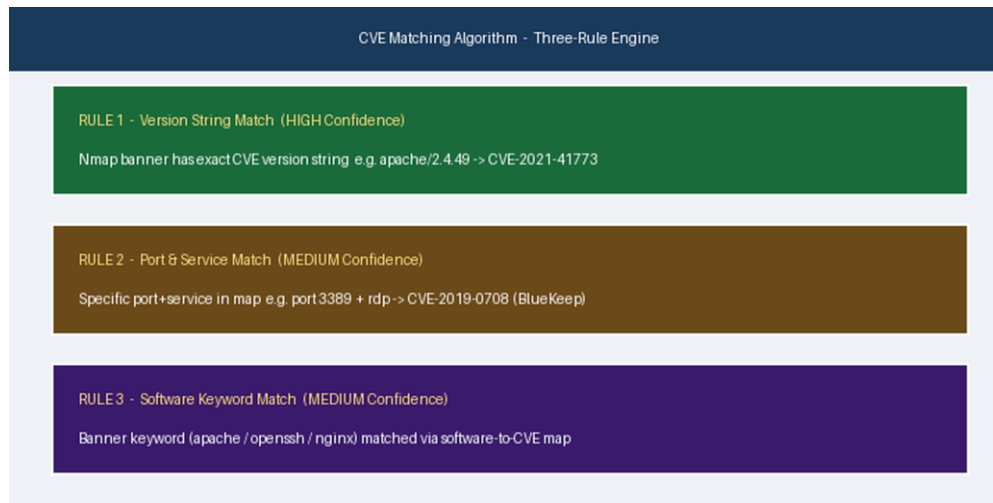 CVE Matching Algorithm - Three-Rule Engine
RULE 1 - Version String Match (HIGH Confidence)
Nmap banner has exact CVE version string e.g. apache/2.4.49 -> CVE-2021-41773
RULE 2 - Port & Service Match (MEDIUM Confidence)
Specific port+service in map e.g. port 3389 + rdp -> CVE-2019-0708 (BlueKeep)
RULE 3 - Software Keyword Match (MEDIUM Confidence)
Banner keyword (apache / openssh / nginx) matched via software-to-CVE map